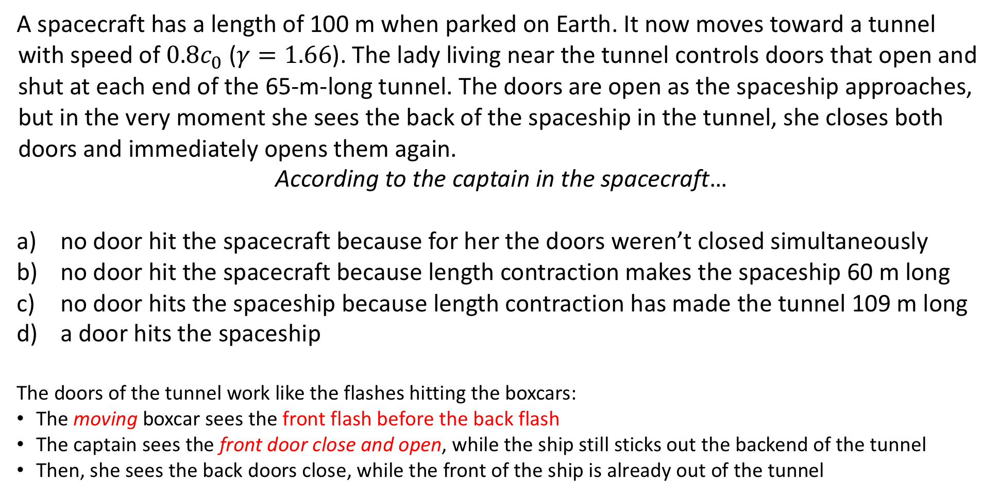 A spacecraft has a length of 100 m when parked on Earth. It now moves toward a tunnel
with speed of 0.8c₀ (γ = 1.66). The lady living near the tunnel controls doors that open and
shut at each end of the 65-m-long tunnel. The doors are open as the spaceship approaches,
but in the very moment she sees the back of the spaceship in the tunnel, she closes both
doors and immediately opens them again.
According to the captain in the spacecraft…
a) no door hit the spacecraft because for her the doors weren’t closed simultaneously
b) no door hit the spacecraft because length contraction makes the spaceship 60 m long
c) no door hits the spaceship because length contraction has made the tunnel 109 m long
d) a door hits the spaceship
The doors of the tunnel work like the flashes hitting the boxcars:
• The moving boxcar sees the front flash before the back flash
• The captain sees the front door close and open, while the ship still sticks out the backend of the tunnel
• Then, she sees the back doors close, while the front of the ship is already out of the tunnel